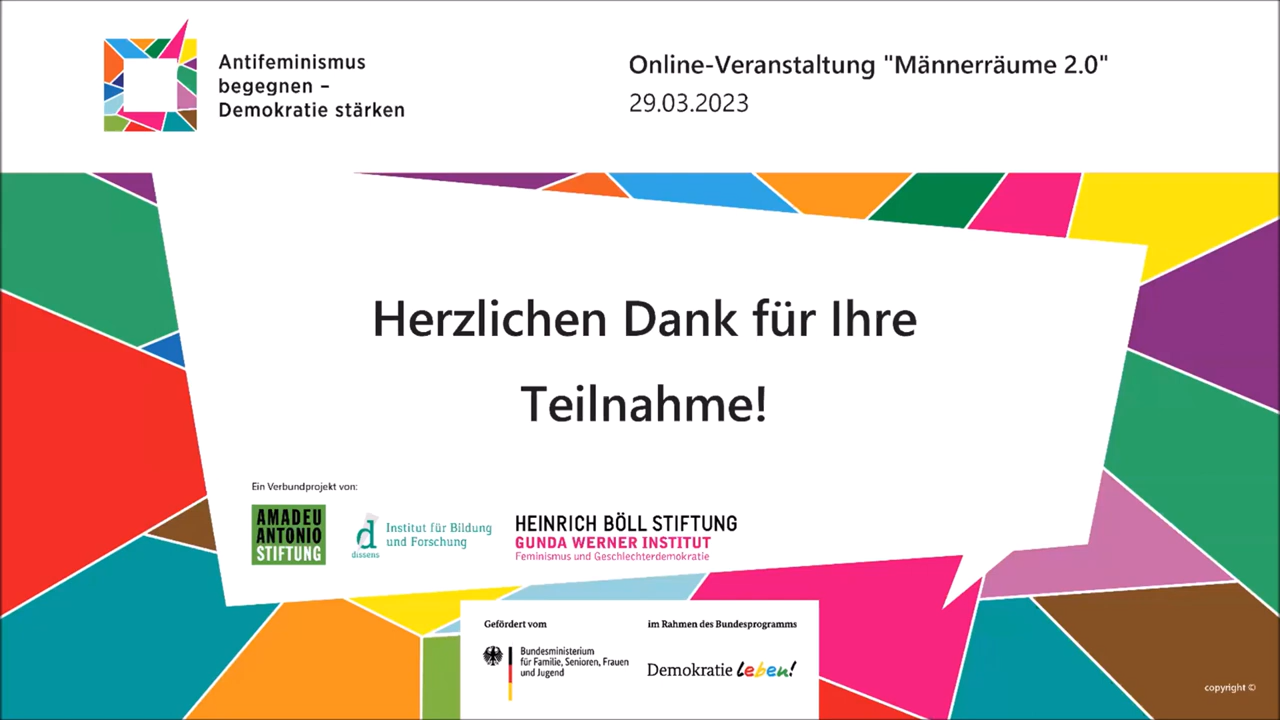 Antifeminismus
begegnen –
Demokratie stärken
Online-Veranstaltung "Männerräume 2.0"
29.03.2023
Herzlichen Dank für Ihre
Teilnahme!
Ein Verbundprojekt von:
AMADEU
ANTONIO
STIFTUNG
d
dissens
Institut für Bildung
und Forschung
HEINRICH BÖLL STIFTUNG
GUNDA WERNER INSTITUT
Feminismus und Geschlechterdemokratie
Gefördert vom
Bundesministerium
für Familie, Senioren, Frauen
und Jugend
im Rahmen des Bundesprogramms
Demokratie leben!
copyright ©